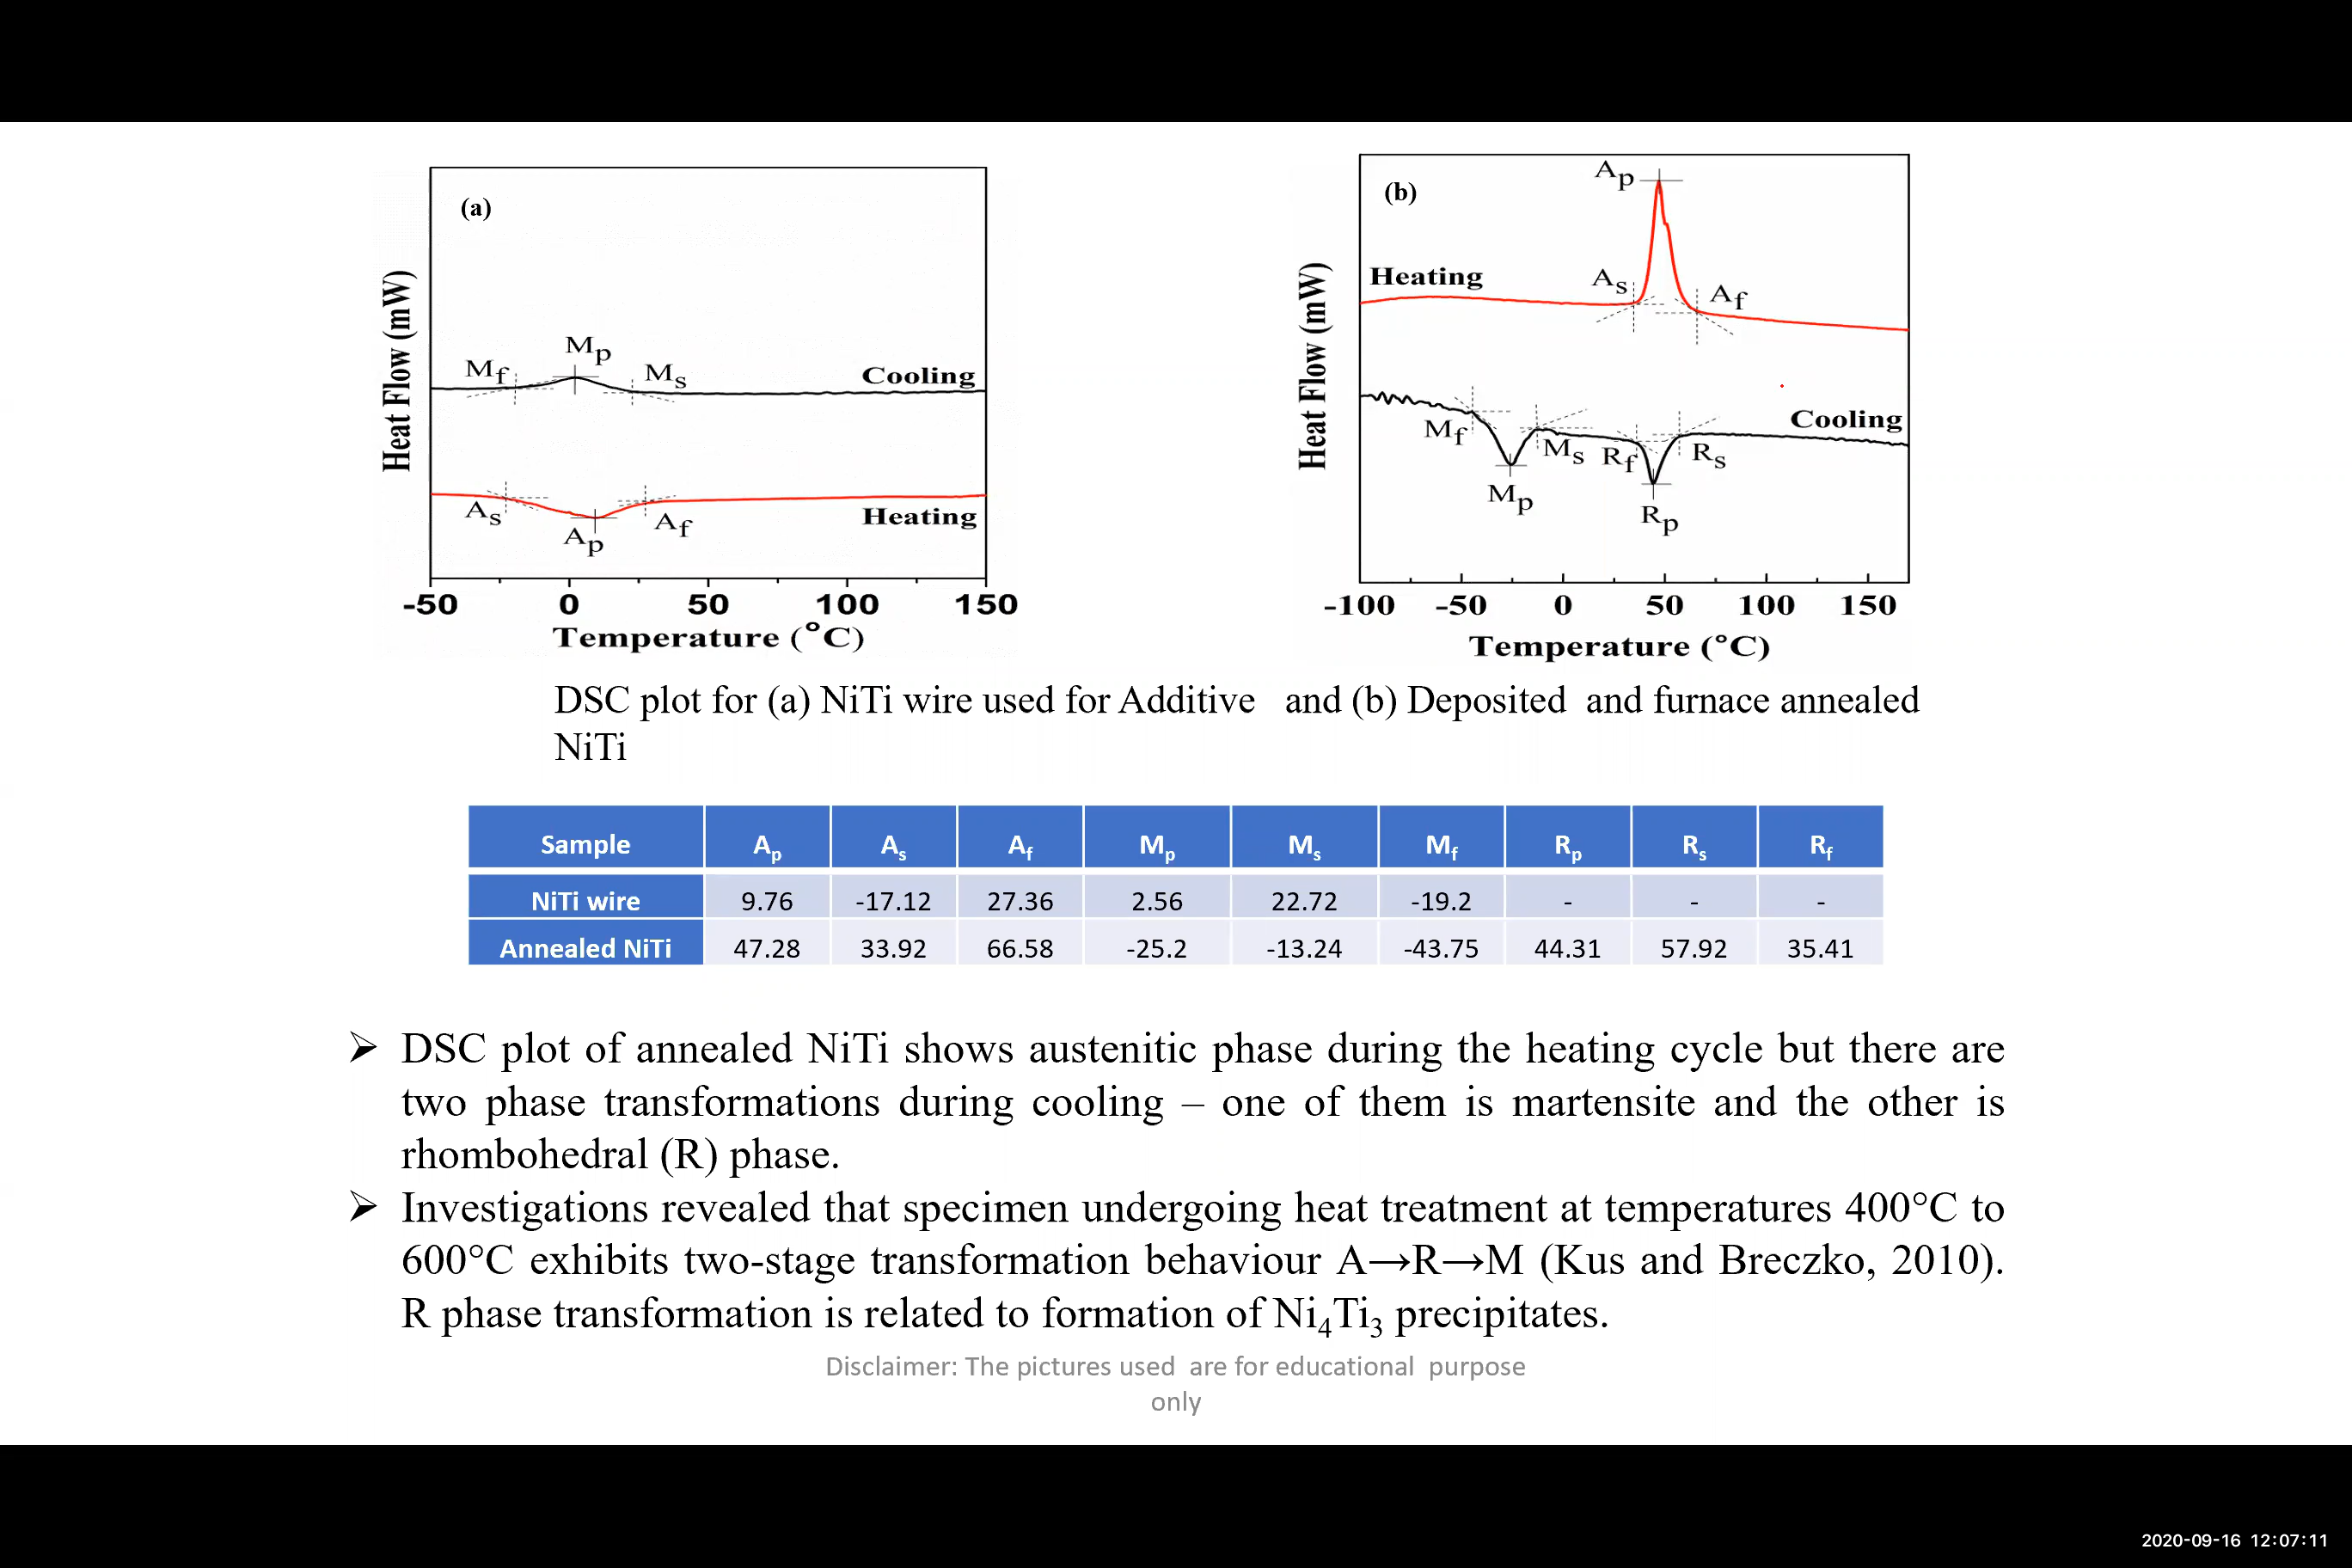 (a)
Heat Flow (mW)
Mf
Mp
Ms
Cooling
As
Ap
Af
Heating
-50 0 50 100 150
Temperature (°C)
(b)
Heat Flow (mW)
Ap
Heating
As
Af
Cooling
Mf
Ms
Rf
Rs
Mp
Rp
-100 -50 0 50 100 150
Temperature (°C)
DSC plot for (a) NiTi wire used for Additive and (b) Deposited and furnace annealed
NiTi
Sample Ap As Af Mp Ms Mf Rp Rs Rf
NiTi wire 9.76 -17.12 27.36 2.56 22.72 -19.2 - - -
Annealed NiTi 47.28 33.92 66.58 -25.2 -13.24 -43.75 44.31 57.92 35.41
➢ DSC plot of annealed NiTi shows austenitic phase during the heating cycle but there are
two phase transformations during cooling – one of them is martensite and the other is
rhombohedral (R) phase.
➢ Investigations revealed that specimen undergoing heat treatment at temperatures 400°C to
600°C exhibits two-stage transformation behaviour A→R→M (Kus and Breczko, 2010).
R phase transformation is related to formation of Ni4Ti3 precipitates.
Disclaimer: The pictures used are for educational purpose
only
2020-09-16 12:07:11